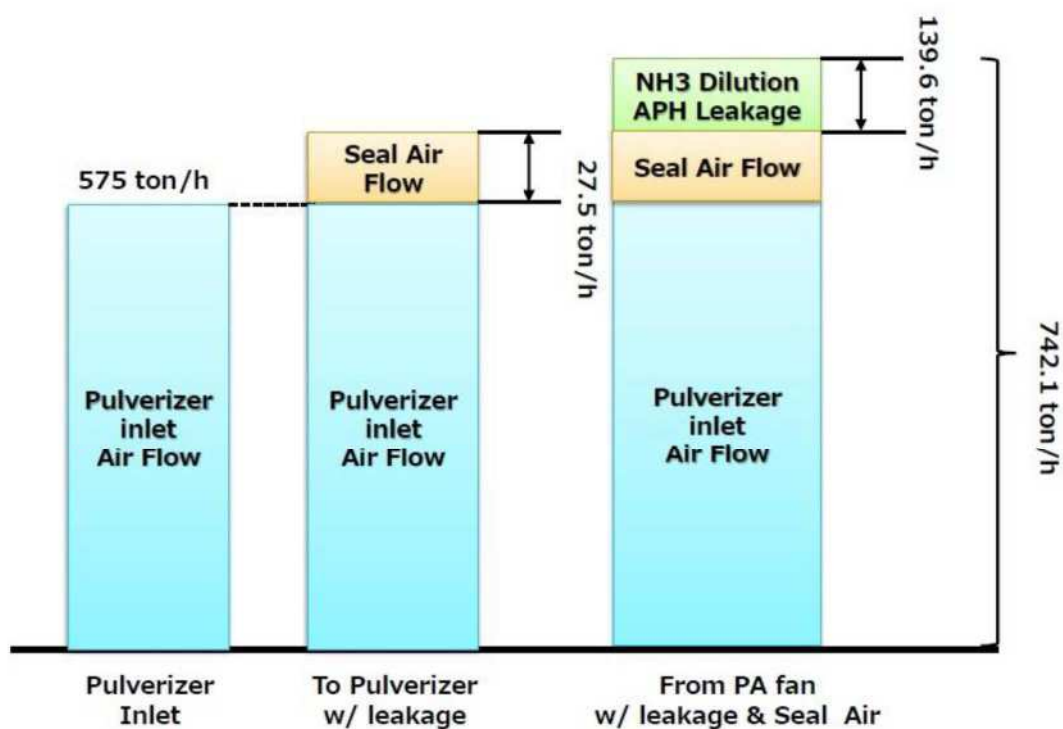 139.6 ton/h
NH3 Dilution
APH Leakage
Seal Air
Flow
Seal Air Flow
575 ton/h
27.5 ton/h
742.1 ton/h
Pulverizer
inlet
Air Flow
Pulverizer
inlet
Air Flow
Pulverizer
inlet
Air Flow
Pulverizer
Inlet
To Pulverizer
w/ leakage
From PA fan
w/ leakage & Seal Air